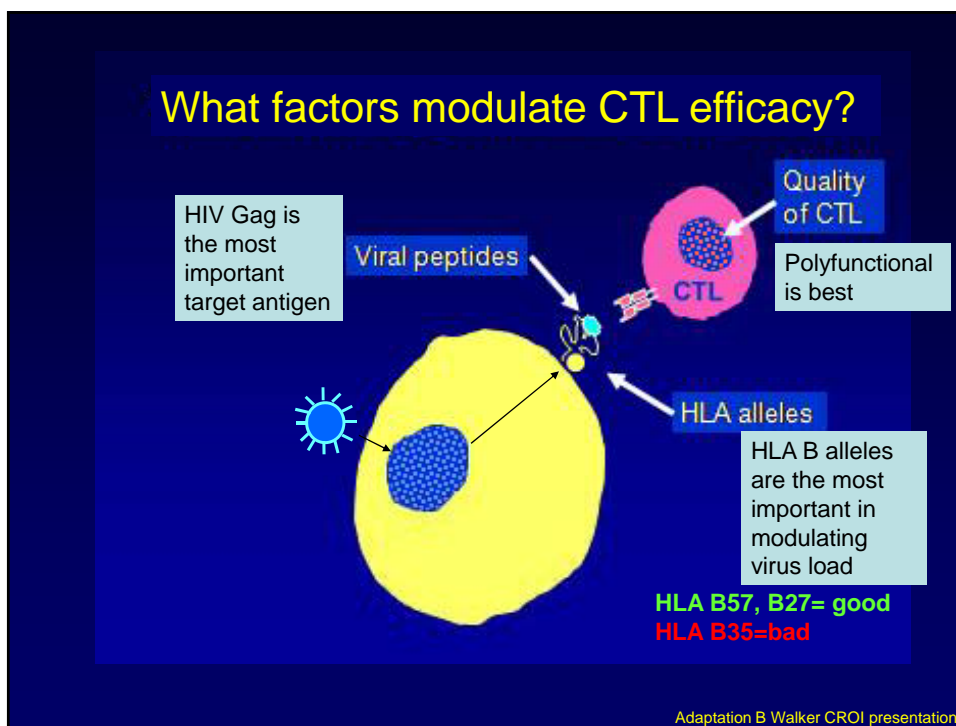 What factors modulate CTL efficacy?
HIV Gag is
the most
important
target antigen
Viral peptides
Quality
of CTL
Polyfunctional
is best
CTL
HLA alleles
HLA B alleles
are the most
important in
modulating
virus load
HLA B57, B27= good
HLA B35=bad
Adaptation B Walker CROI presentation